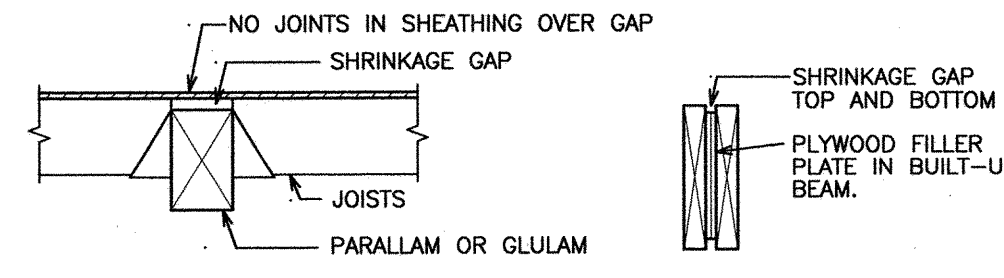 NO JOINTS IN SHEATHING OVER GAP
SHRINKAGE GAP
JOISTS
PARALLAM OR GLULAM
SHRINKAGE GAP
TOP AND BOTTOM
PLYWOOD FILLER
PLATE IN BUILT-U
BEAM.